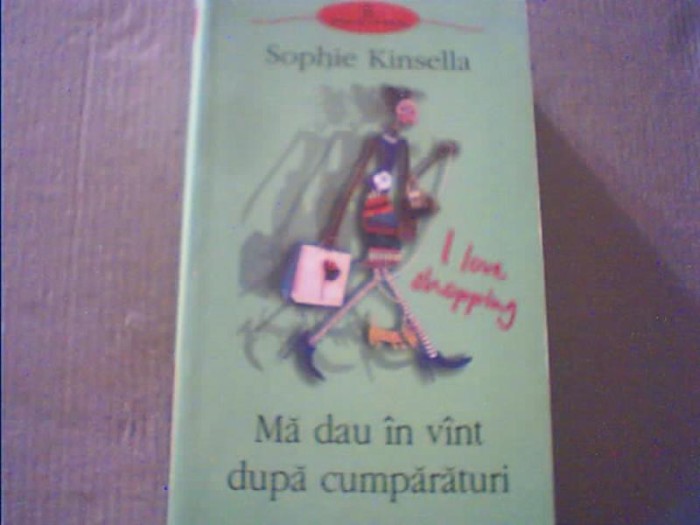 Sophie Kinsella
I love
shopping
Mă dau în vînt
după cumpărături